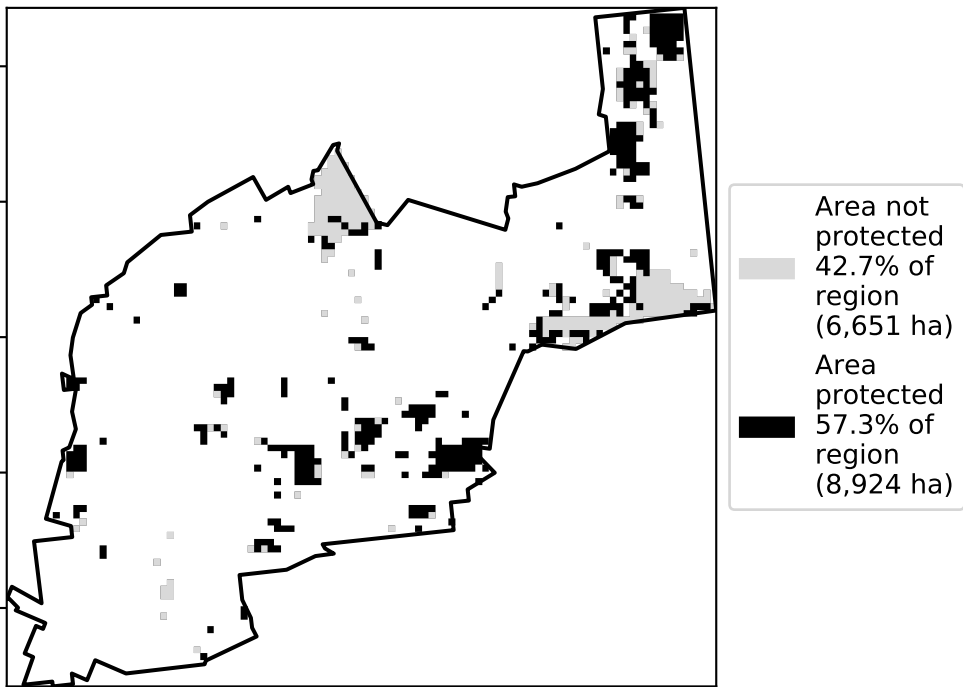 Area not
protected
42.7% of
region
(6,651 ha)
Area
protected
57.3% of
region
(8,924 ha)